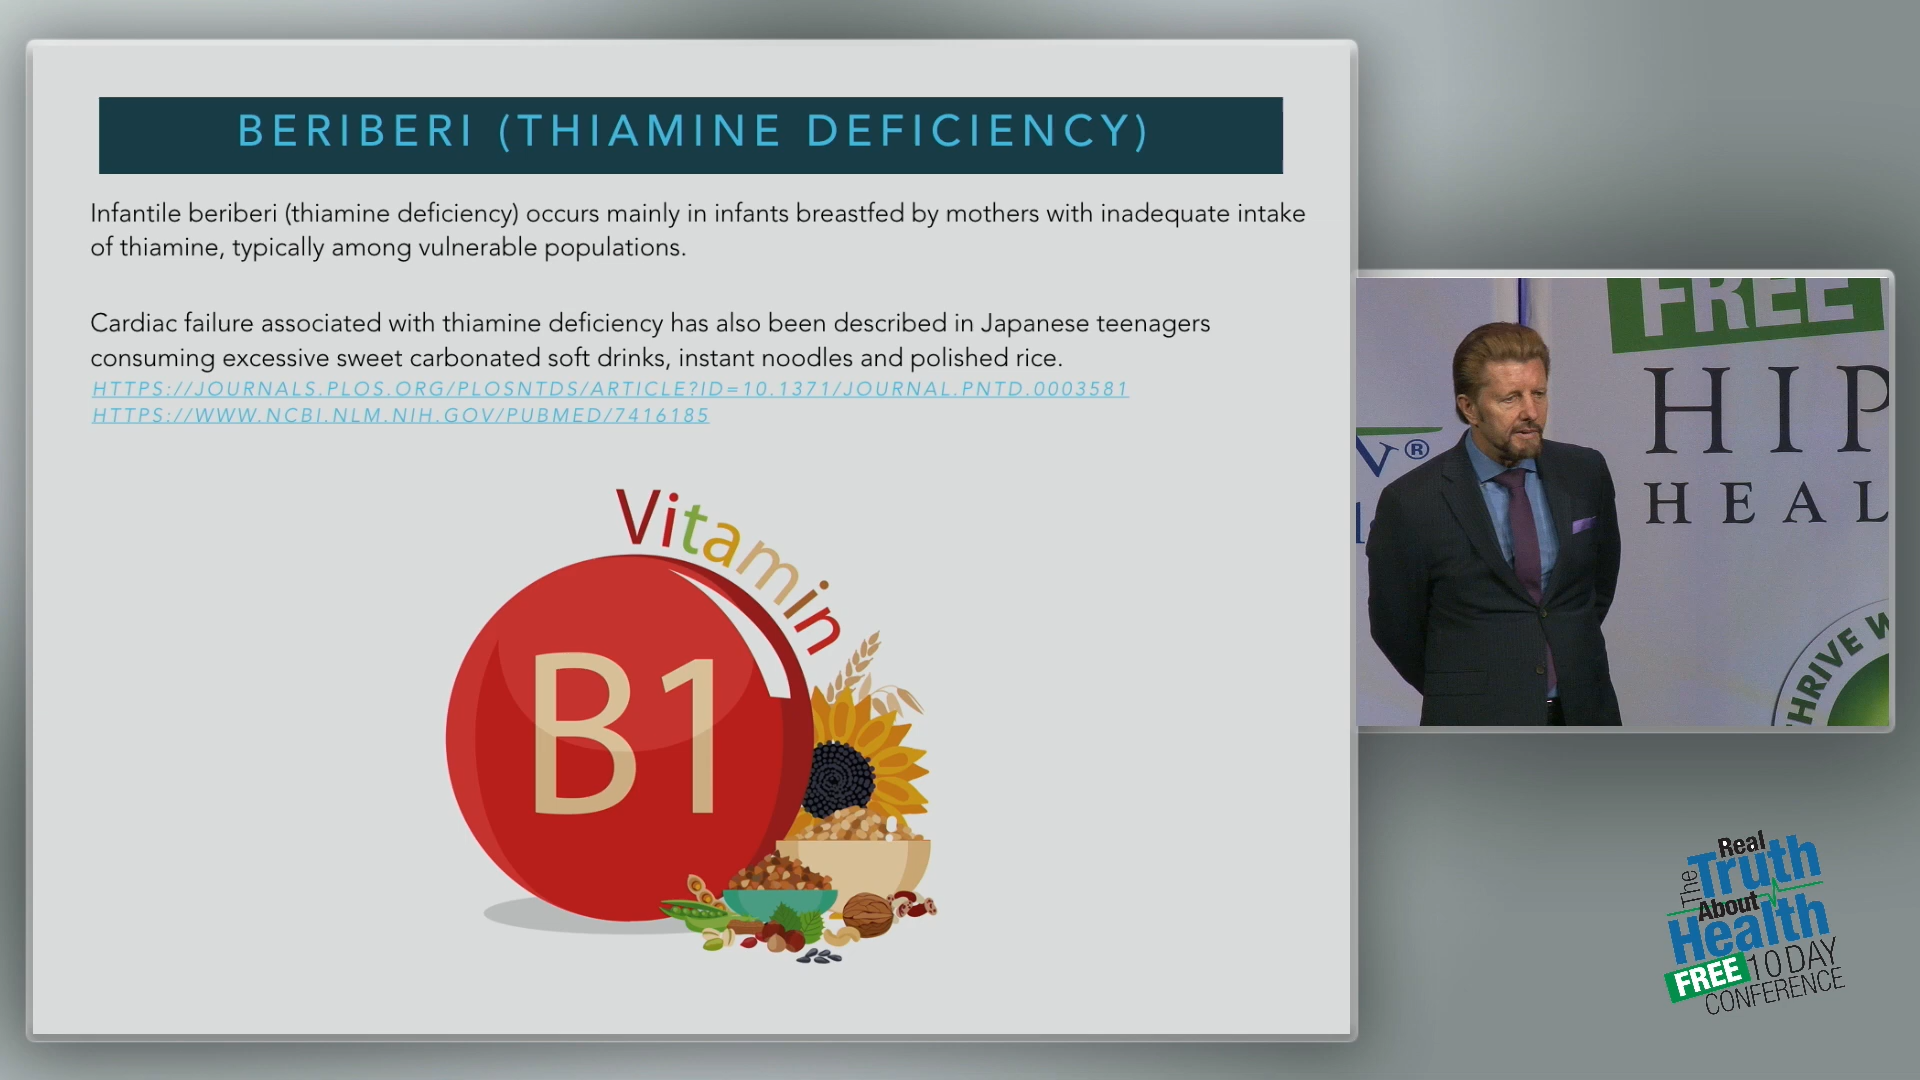 BERIBERI (THIAMINE DEFICIENCY)
Infantile beriberi (thiamine deficiency) occurs mainly in infants breastfed by mothers with inadequate intake
of thiamine, typically among vulnerable populations.
Cardiac failure associated with thiamine deficiency has also been described in Japanese teenagers
consuming excessive sweet carbonated soft drinks, instant noodles and polished rice.
HTTPS://JOURNALS.PLOS.ORG/PLOSNTDS/ARTICLE?ID=10.1371/JOURNAL.PNTD.0003581
HTTPS://WWW.NCBI.NLM.NIH.GOV/PUBMED/7416185
Vitamin
B1
FREE
HIP
HEAL
V®
HRIVE W
The Real
Truth
About
Health
FREE 10 DAY
CONFERENCE